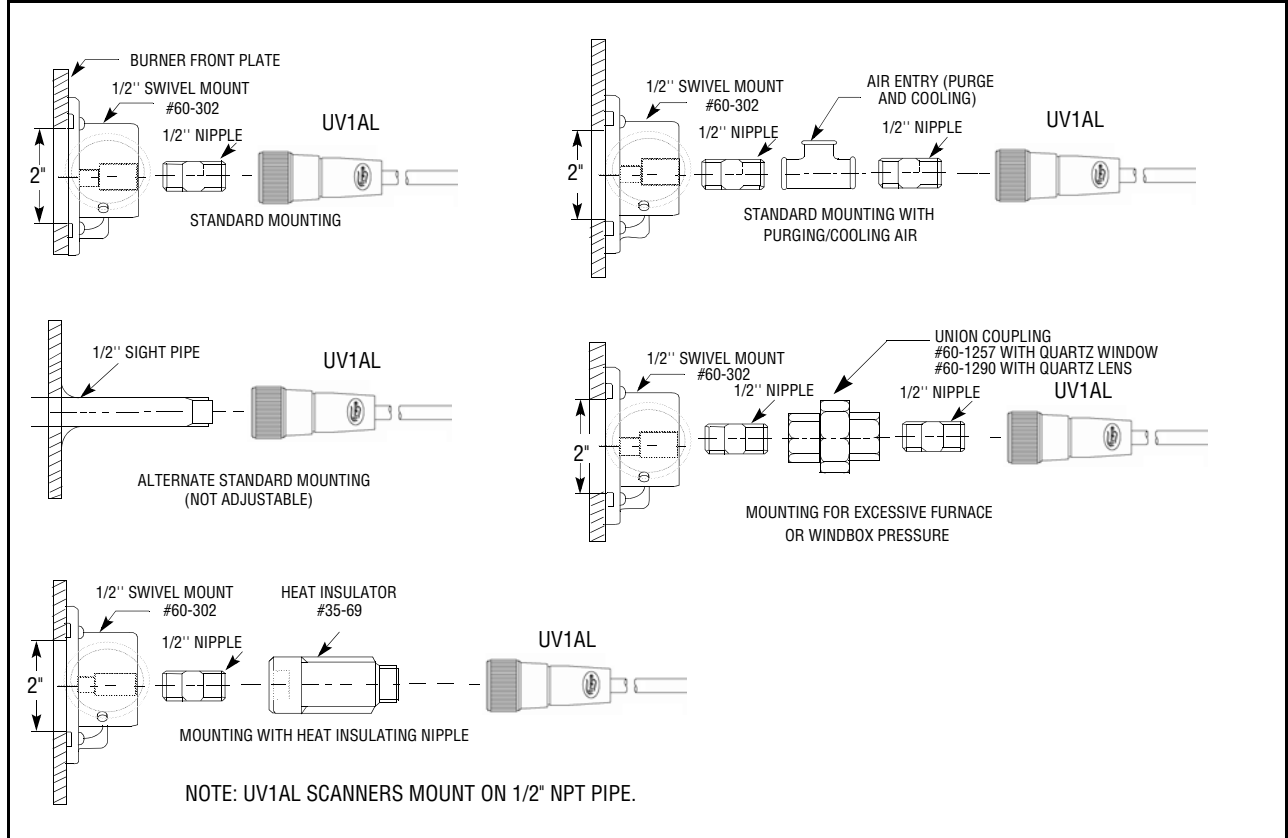 BURNER FRONT PLATE
1/2'' SWIVEL MOUNT
#60-302
1/2'' NIPPLE
UV1AL
2"
STANDARD MOUNTING
1/2'' SWIVEL MOUNT
#60-302
1/2'' NIPPLE
AIR ENTRY (PURGE
AND COOLING)
1/2'' NIPPLE
UV1AL
2"
STANDARD MOUNTING WITH
PURGING/COOLING AIR
1/2'' SIGHT PIPE
UV1AL
ALTERNATE STANDARD MOUNTING
(NOT ADJUSTABLE)
1/2'' SWIVEL MOUNT
#60-302
1/2'' NIPPLE
UNION COUPLING
#60-1257 WITH QUARTZ WINDOW
#60-1290 WITH QUARTZ LENS
1/2'' NIPPLE
UV1AL
2"
MOUNTING FOR EXCESSIVE FURNACE
OR WINDBOX PRESSURE
1/2'' SWIVEL MOUNT
#60-302
1/2'' NIPPLE
HEAT INSULATOR
#35-69
UV1AL
2"
MOUNTING WITH HEAT INSULATING NIPPLE
NOTE: UV1AL SCANNERS MOUNT ON 1/2" NPT PIPE.